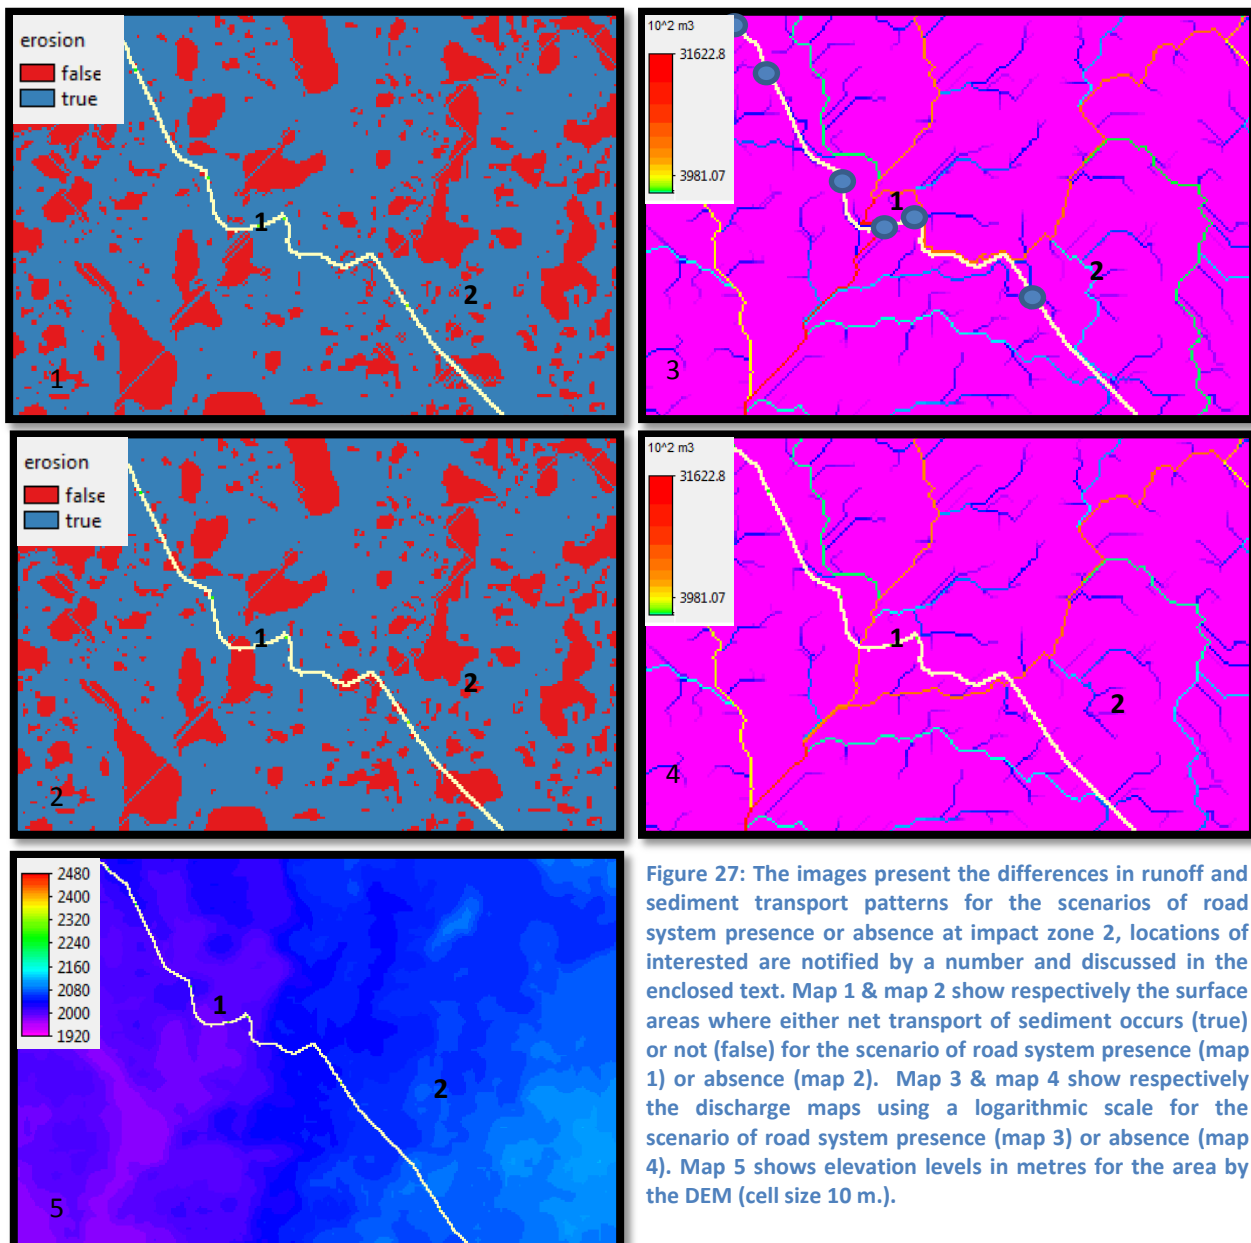 erosion
false
true
1
2
1
10^2 m3
31622.8
3981.07
1
2
3
erosion
false
true
1
2
2
10^2 m3
31622.8
3981.07
1
2
4
2480
2400
2320
2240
2160
2080
2000
1920
1
2
5
Figure 27: The images present the differences in runoff and
sediment transport patterns for the scenarios of road
system presence or absence at impact zone 2, locations of
interested are notified by a number and discussed in the
enclosed text. Map 1 & map 2 show respectively the surface
areas where either net transport of sediment occurs (true)
or not (false) for the scenario of road system presence (map
1) or absence (map 2). Map 3 & map 4 show respectively
the discharge maps using a logarithmic scale for the
scenario of road system presence (map 3) or absence (map
4). Map 5 shows elevation levels in metres for the area by
the DEM (cell size 10 m.).